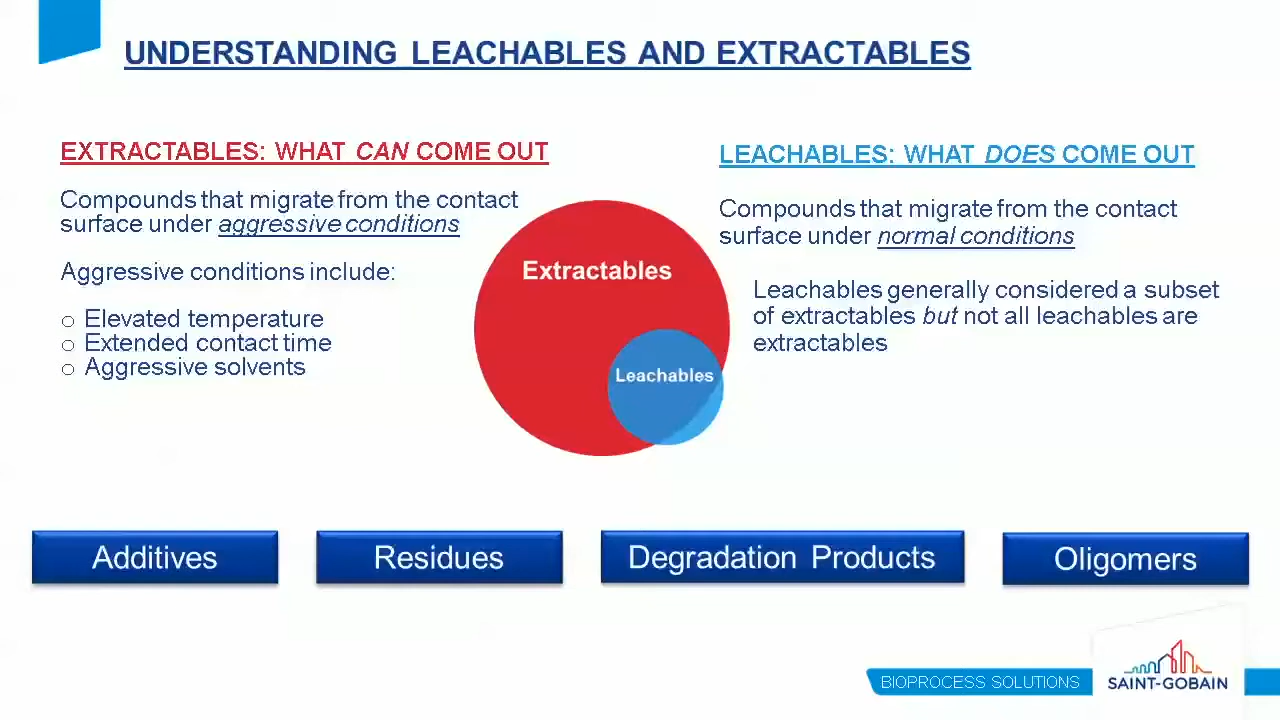 UNDERSTANDING LEACHABLES AND EXTRACTABLES
EXTRACTABLES: WHAT CAN COME OUT
Compounds that migrate from the contact
surface under aggressive conditions
Aggressive conditions include:
o Elevated temperature
o Extended contact time
o Aggressive solvents
Extractables
Leachables
LEACHABLES: WHAT DOES COME OUT
Compounds that migrate from the contact
surface under normal conditions
Leachables generally considered a subset
of extractables but not all leachables are
extractables
Additives
Residues
Degradation Products
Oligomers
BIOPROCESS SOLUTIONS
SAINT-GOBAIN